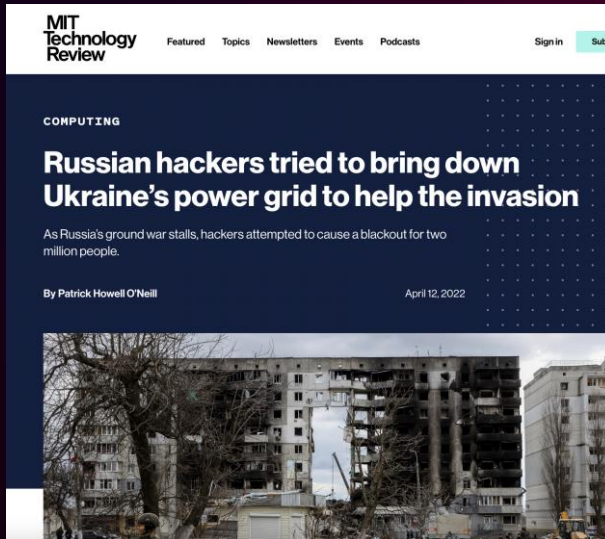 MIT
Technology
Review
Featured Topics Newsletters Events Podcasts
Sign in
COMPUTING
Russian hackers tried to bring down
Ukraine’s power grid to help the invasion
As Russia’s ground war stalls, hackers attempted to cause a blackout for two
million people.
By Patrick Howell O'Neill
April 12, 2022